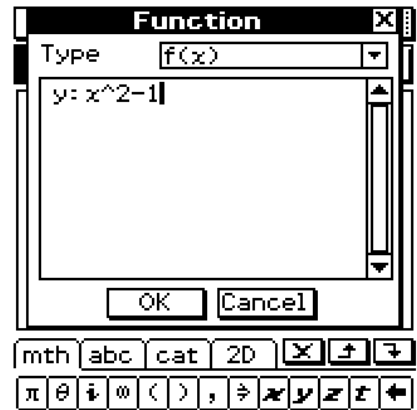 Function
Type f(x)
y:x^2-1
OK Cancel
mth abc cat 2D
π θ i ∞ ( ) , ⇒ x y z t ←